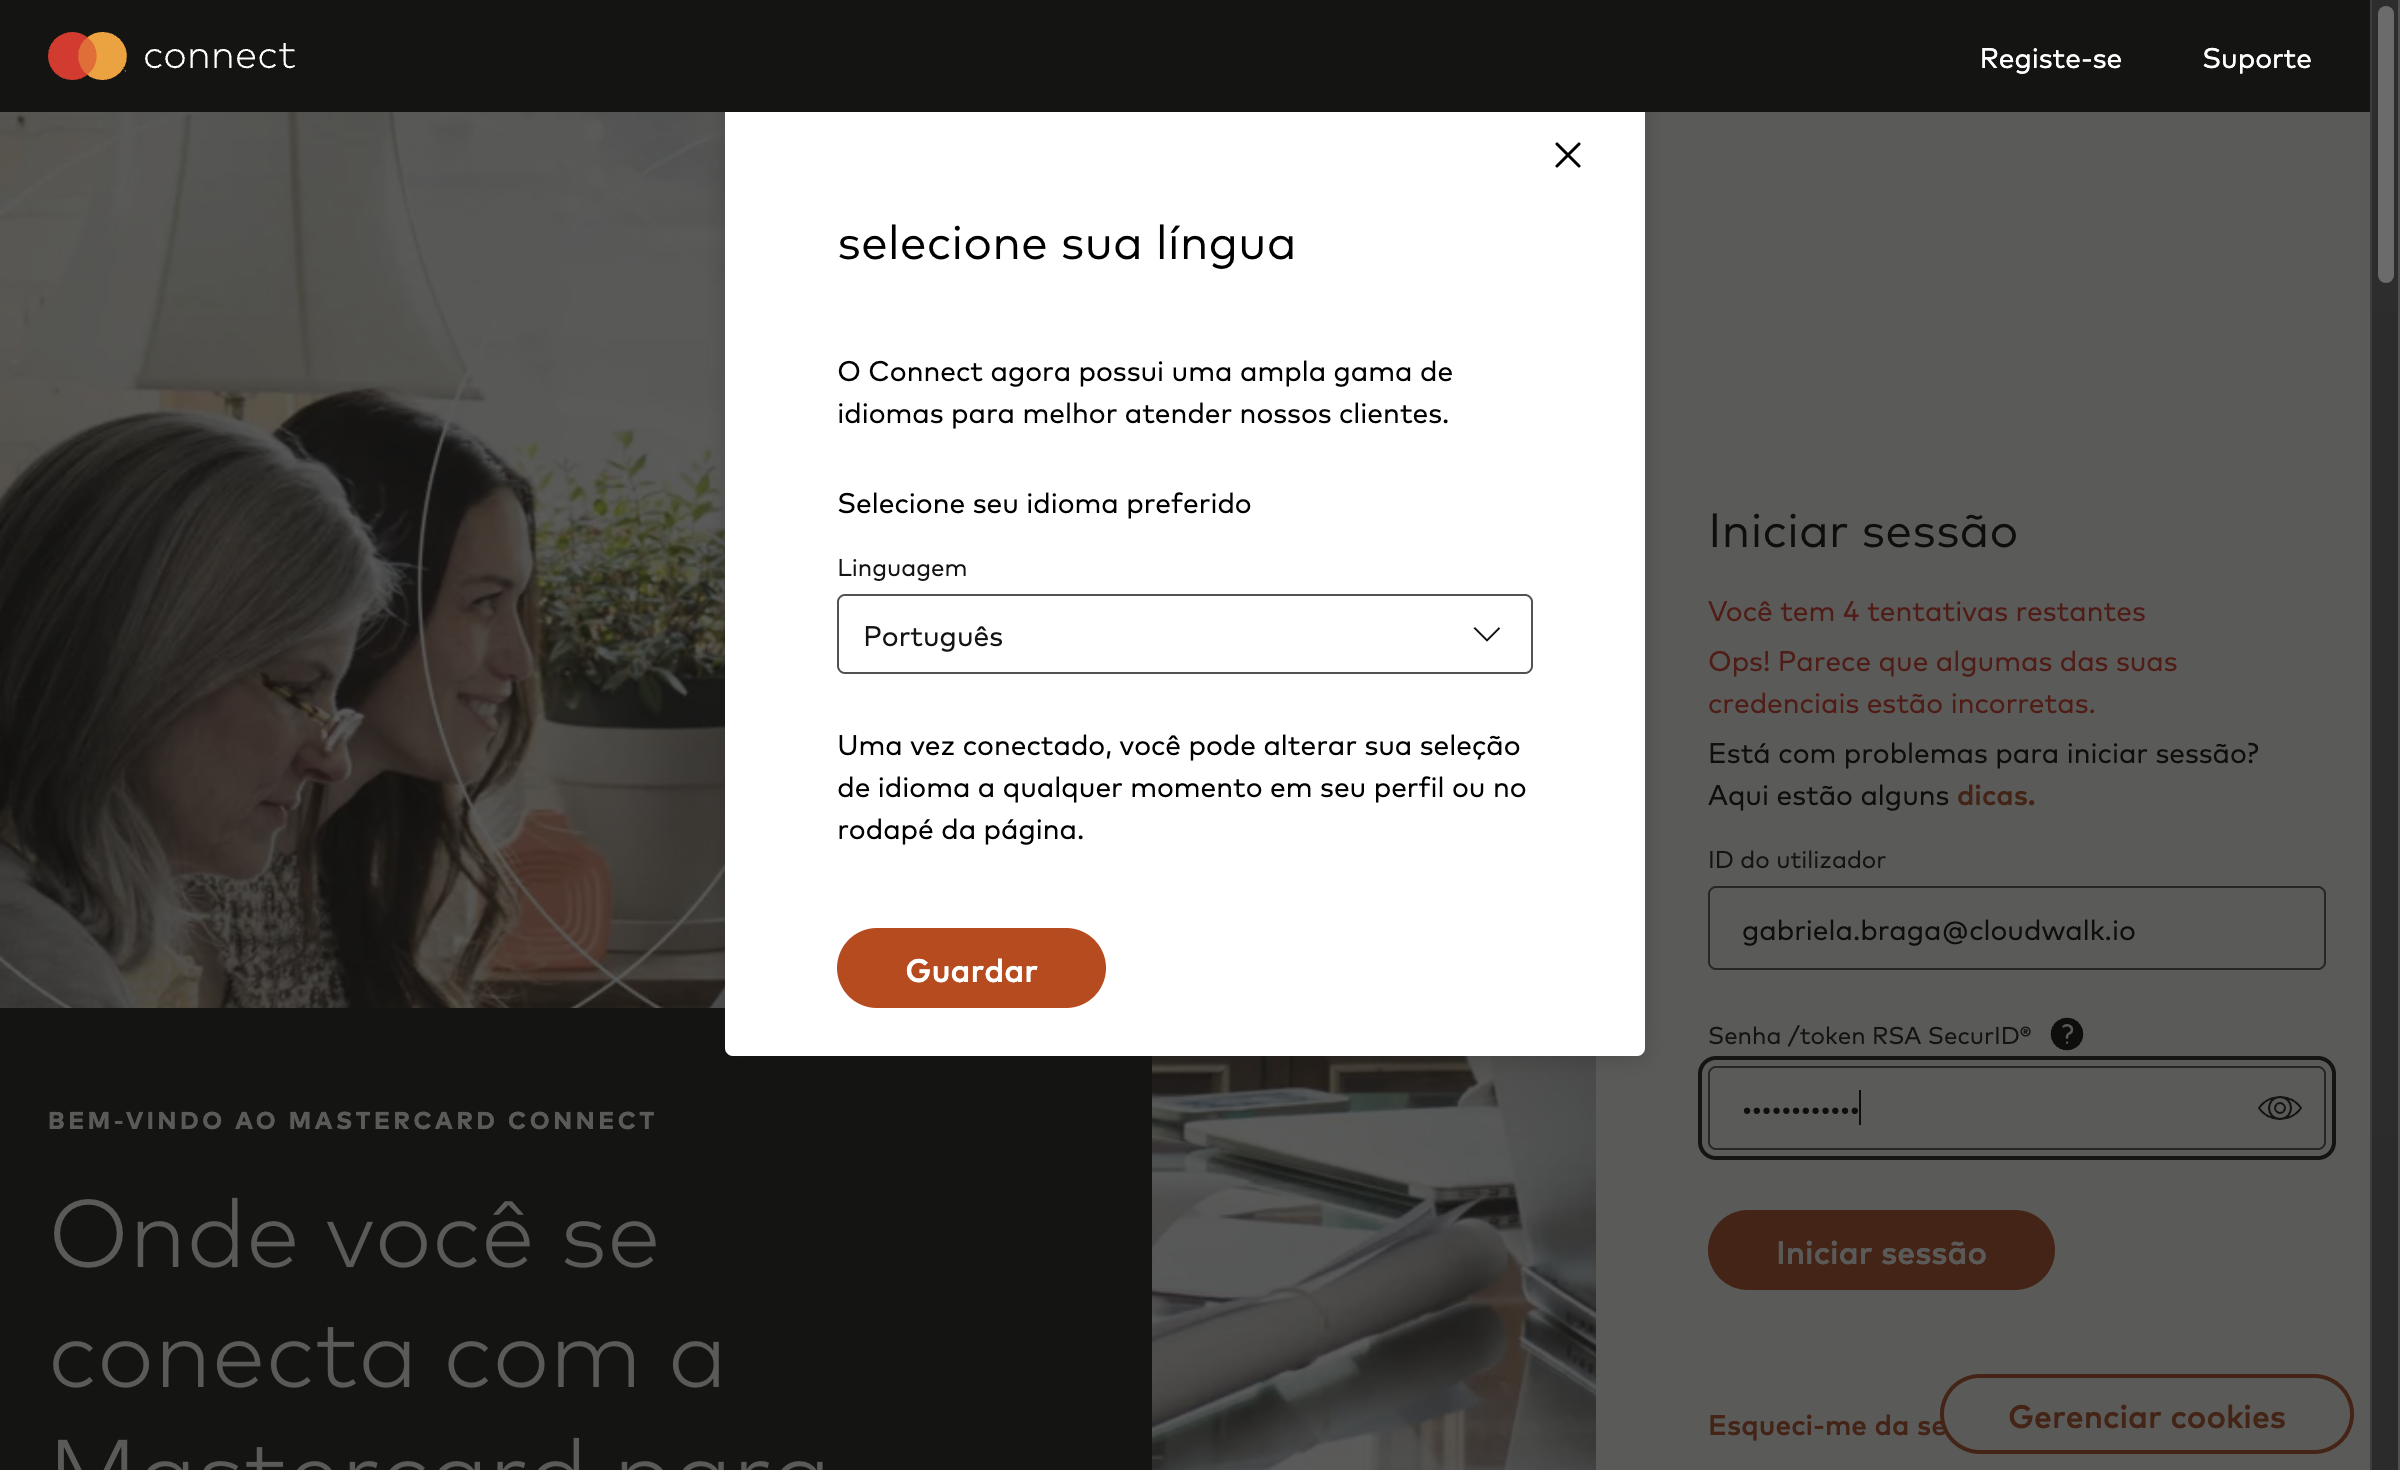 connect
Registe-se
Suporte
selecione sua língua
O Connect agora possui uma ampla gama de
idiomas para melhor atender nossos clientes.
Selecione seu idioma preferido
Linguagem
Português
Uma vez conectado, você pode alterar sua seleção
de idioma a qualquer momento em seu perfil ou no
rodapé da página.
Guardar
BEM-VINDO AO MASTERCARD CONNECT
Onde você se
conecta com a
Mastercard para
Iniciar sessão
Você tem 4 tentativas restantes
Ops! Parece que algumas das suas
credenciais estão incorretas.
Está com problemas para iniciar sessão?
Aqui estão alguns dicas.
ID do utilizador
gabriela.braga@cloudwalk.io
Senha /token RSA SecurID®
?
••••••••••••
Iniciar sessão
Esqueci-me da se
Gerenciar cookies